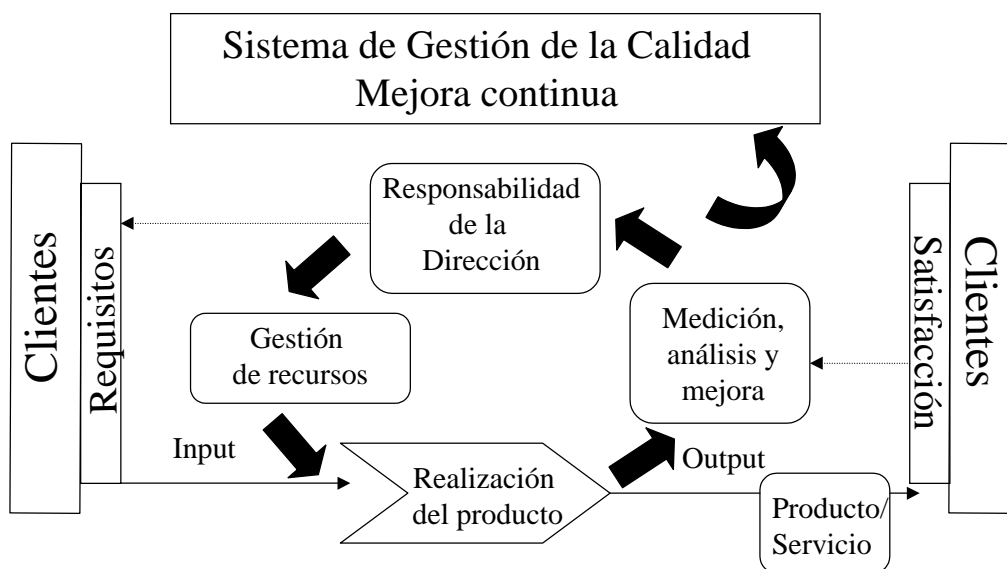 Sistema de Gestión de la Calidad
Mejora continua
Clientes
Requisitos
Responsabilidad
de la
Dirección
Gestión
de recursos
Medición,
análisis y
mejora
Satisfacción
Clientes
Input
Realización
del producto
Output
Producto/
Servicio